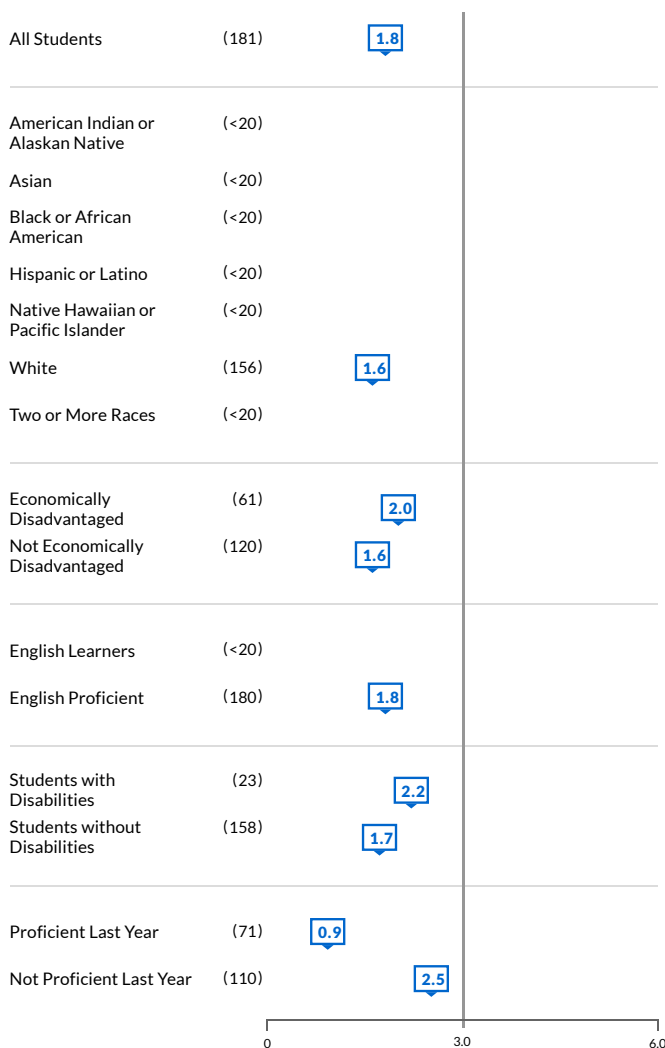 All Students (181) 1.8
American Indian or (<20)
Alaskan Native
Asian (<20)
Black or African (<20)
American
Hispanic or Latino (<20)
Native Hawaiian or (<20)
Pacific Islander
White (156) 1.6
Two or More Races (<20)
Economically (61) 2.0
Disadvantaged
Not Economically (120) 1.6
Disadvantaged
English Learners (<20)
English Proficient (180) 1.8
Students with (23) 2.2
Disabilities
Students without (158) 1.7
Disabilities
Proficient Last Year (71) 0.9
Not Proficient Last Year (110) 2.5
0 3.0 6.0